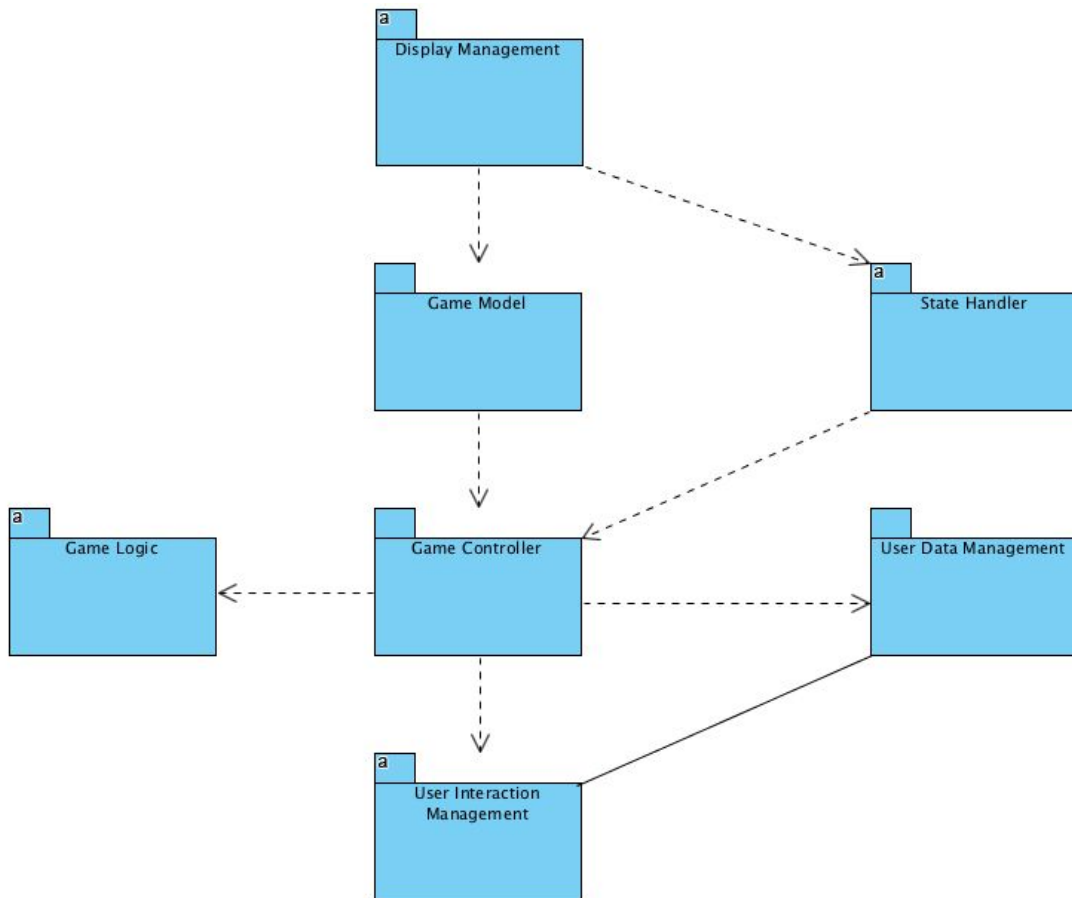 a
Display Management
Game Model
a
State Handler
a
Game Logic
Game Controller
User Data Management
a
User Interaction
Management